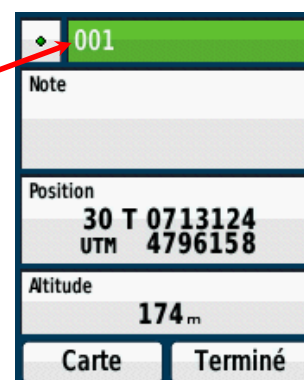 001
Note
Position
30 T 0713124
UTM 4796158
Altitude
174 m
Carte Terminé